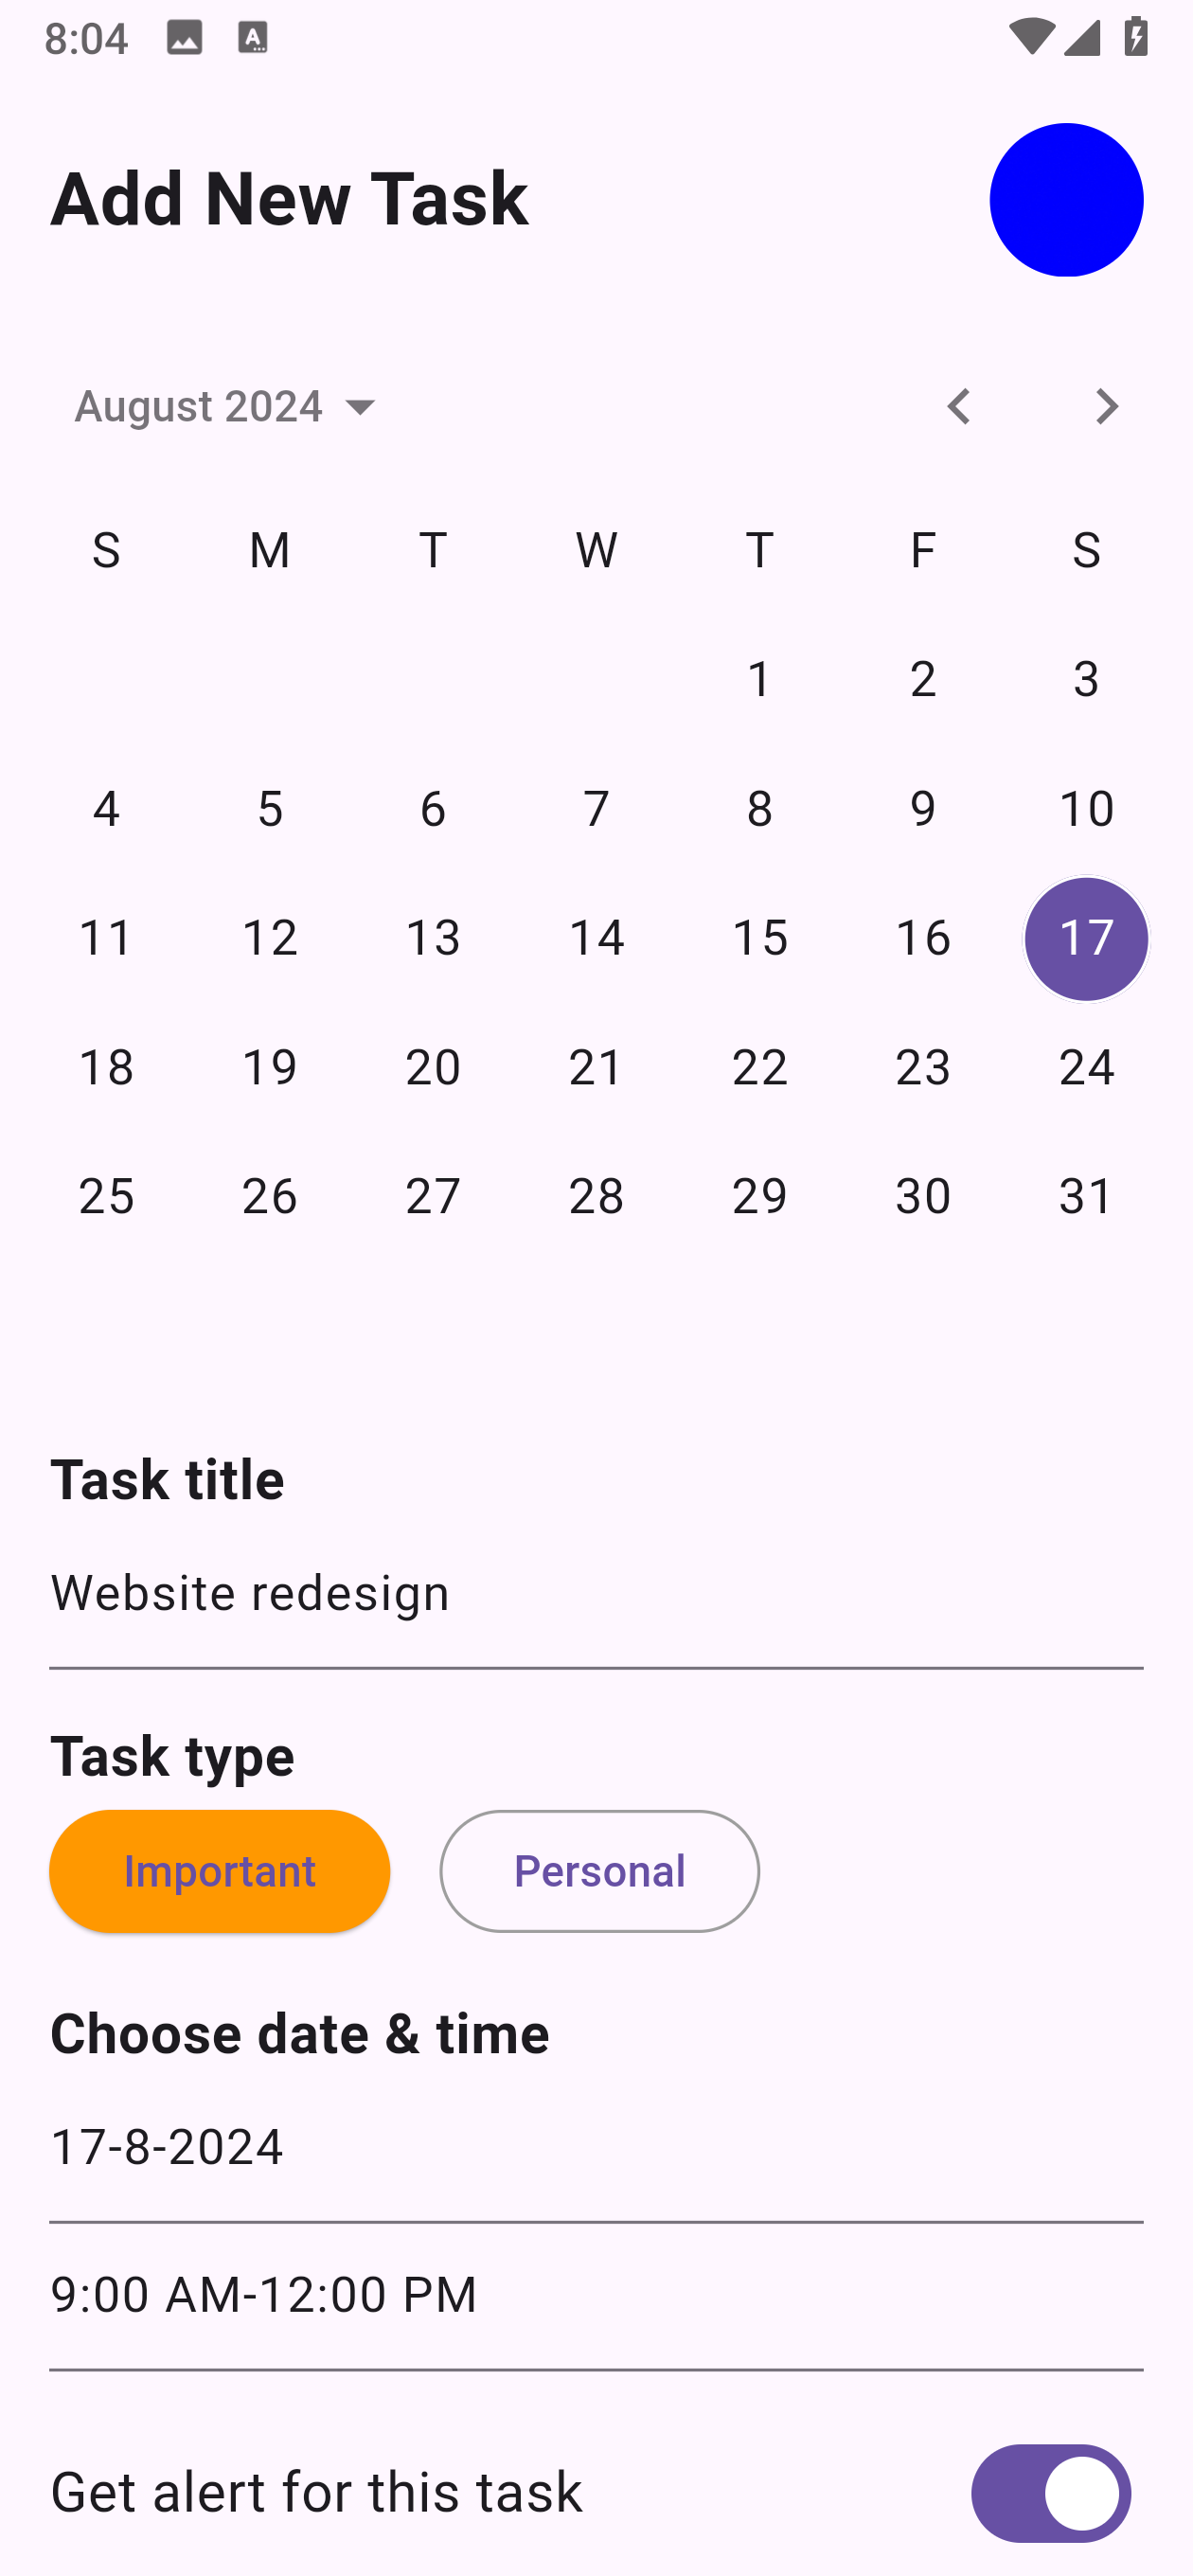 8:04
Add New Task
August 2024
S M T W T F S
1 2 3
4 5 6 7 8 9 10
11 12 13 14 15 16 17
18 19 20 21 22 23 24
25 26 27 28 29 30 31
Task title
Website redesign
Task type
Important Personal
Choose date & time
17-8-2024
9:00 AM-12:00 PM
Get alert for this task